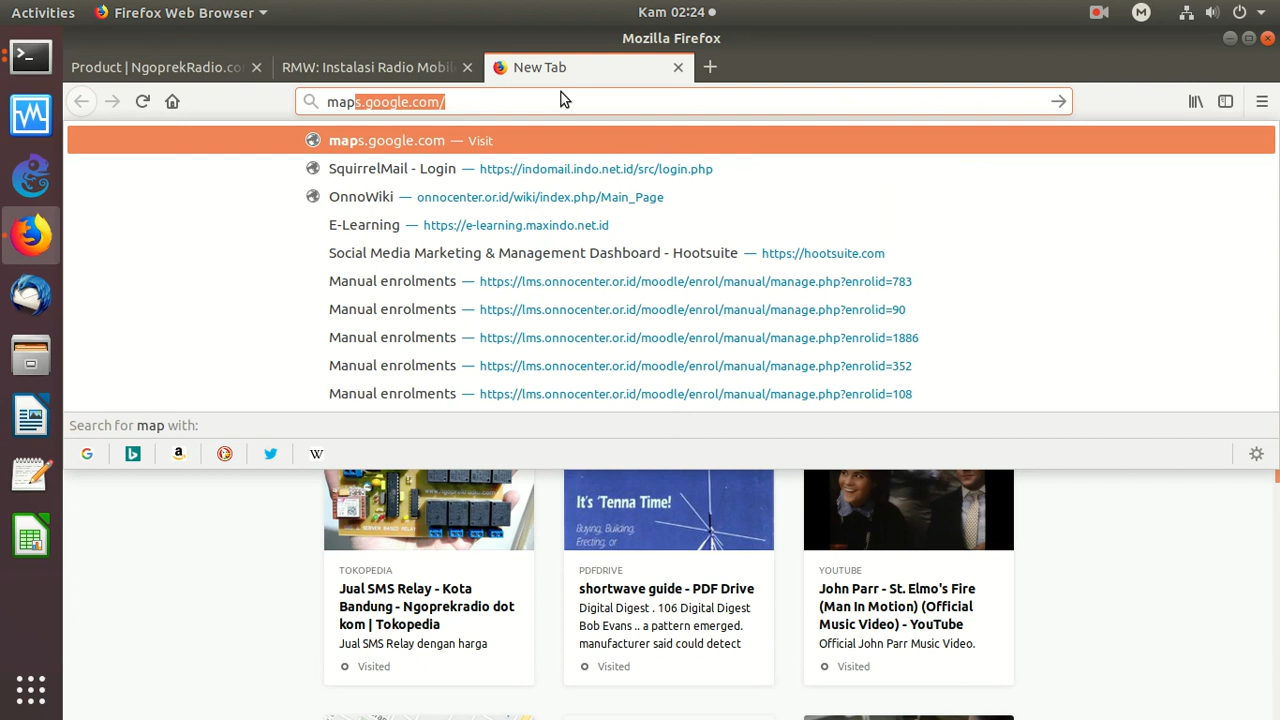 Activities
Firefox Web Browser
Kam 02:24
M
Mozilla Firefox
Product | NgoprekRadio.co
RMW: Instalasi Radio Mobil
New Tab
maps.google.com/
maps.google.com — Visit
SquirrelMail - Login — https://indomail.indo.net.id/src/login.php
OnnoWiki — onnocenter.or.id/wiki/index.php/Main_Page
E-Learning — https://e-learning.maxindo.net.id
Social Media Marketing & Management Dashboard - Hootsuite — https://hootsuite.com
Manual enrolments — https://lms.onnocenter.or.id/moodle/enrol/manual/manage.php?enrolid=783
Manual enrolments — https://lms.onnocenter.or.id/moodle/enrol/manual/manage.php?enrolid=90
Manual enrolments — https://lms.onnocenter.or.id/moodle/enrol/manual/manage.php?enrolid=1886
Manual enrolments — https://lms.onnocenter.or.id/moodle/enrol/manual/manage.php?enrolid=352
Manual enrolments — https://lms.onnocenter.or.id/moodle/enrol/manual/manage.php?enrolid=108
Search for map with:
SERVER BASED RELAY
TOKOPEDIA
Jual SMS Relay - Kota
Bandung - Ngoprekradio dot
kom | Tokopedia
Jual SMS Relay dengan harga
Visited
It's 'Tenna Time!
Buying, Building,
Erecting, or
PDFDRIVE
shortwave guide - PDF Drive
Digital Digest . 106 Digital Digest
Bob Evans .. a pattern emerged.
manufacturer said could detect
Visited
YOUTUBE
John Parr - St. Elmo's Fire
(Man In Motion) (Official
Music Video) - YouTube
Official John Parr Music Video.
Visited